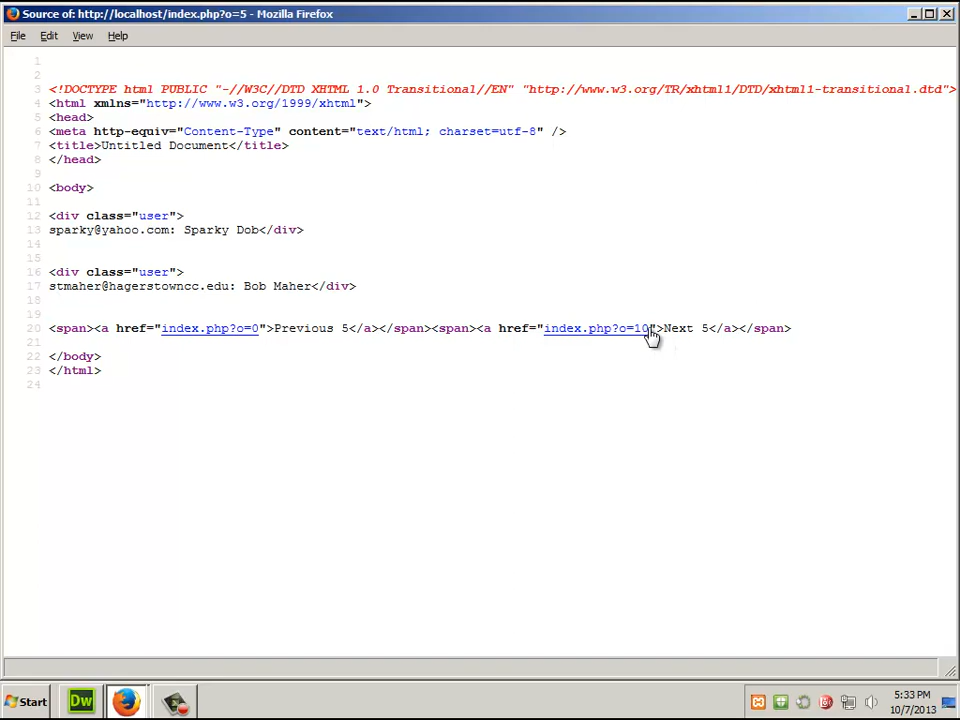 Source of: http://localhost/index.php?o=5 - Mozilla Firefox
File Edit View Help
1
2
3 <!DOCTYPE html PUBLIC "-//W3C//DTD XHTML 1.0 Transitional//EN" "http://www.w3.org/TR/xhtml1/DTD/xhtml1-transitional.dtd">
4 <html xmlns="http://www.w3.org/1999/xhtml">
5 <head>
6 <meta http-equiv="Content-Type" content="text/html; charset=utf-8" />
7 <title>Untitled Document</title>
8 </head>
9
10 <body>
11
12 <div class="user">
13 sparky@yahoo.com: Sparky Dob</div>
14
15
16 <div class="user">
17 stmaher@hagerstowncc.edu: Bob Maher</div>
18
19
20 <span><a href="index.php?o=0">Previous 5</a></span><span><a href="index.php?o=10">Next 5</a></span>
21
22 </body>
23 </html>
24
Start Dw 5:33 PM
10/7/2013